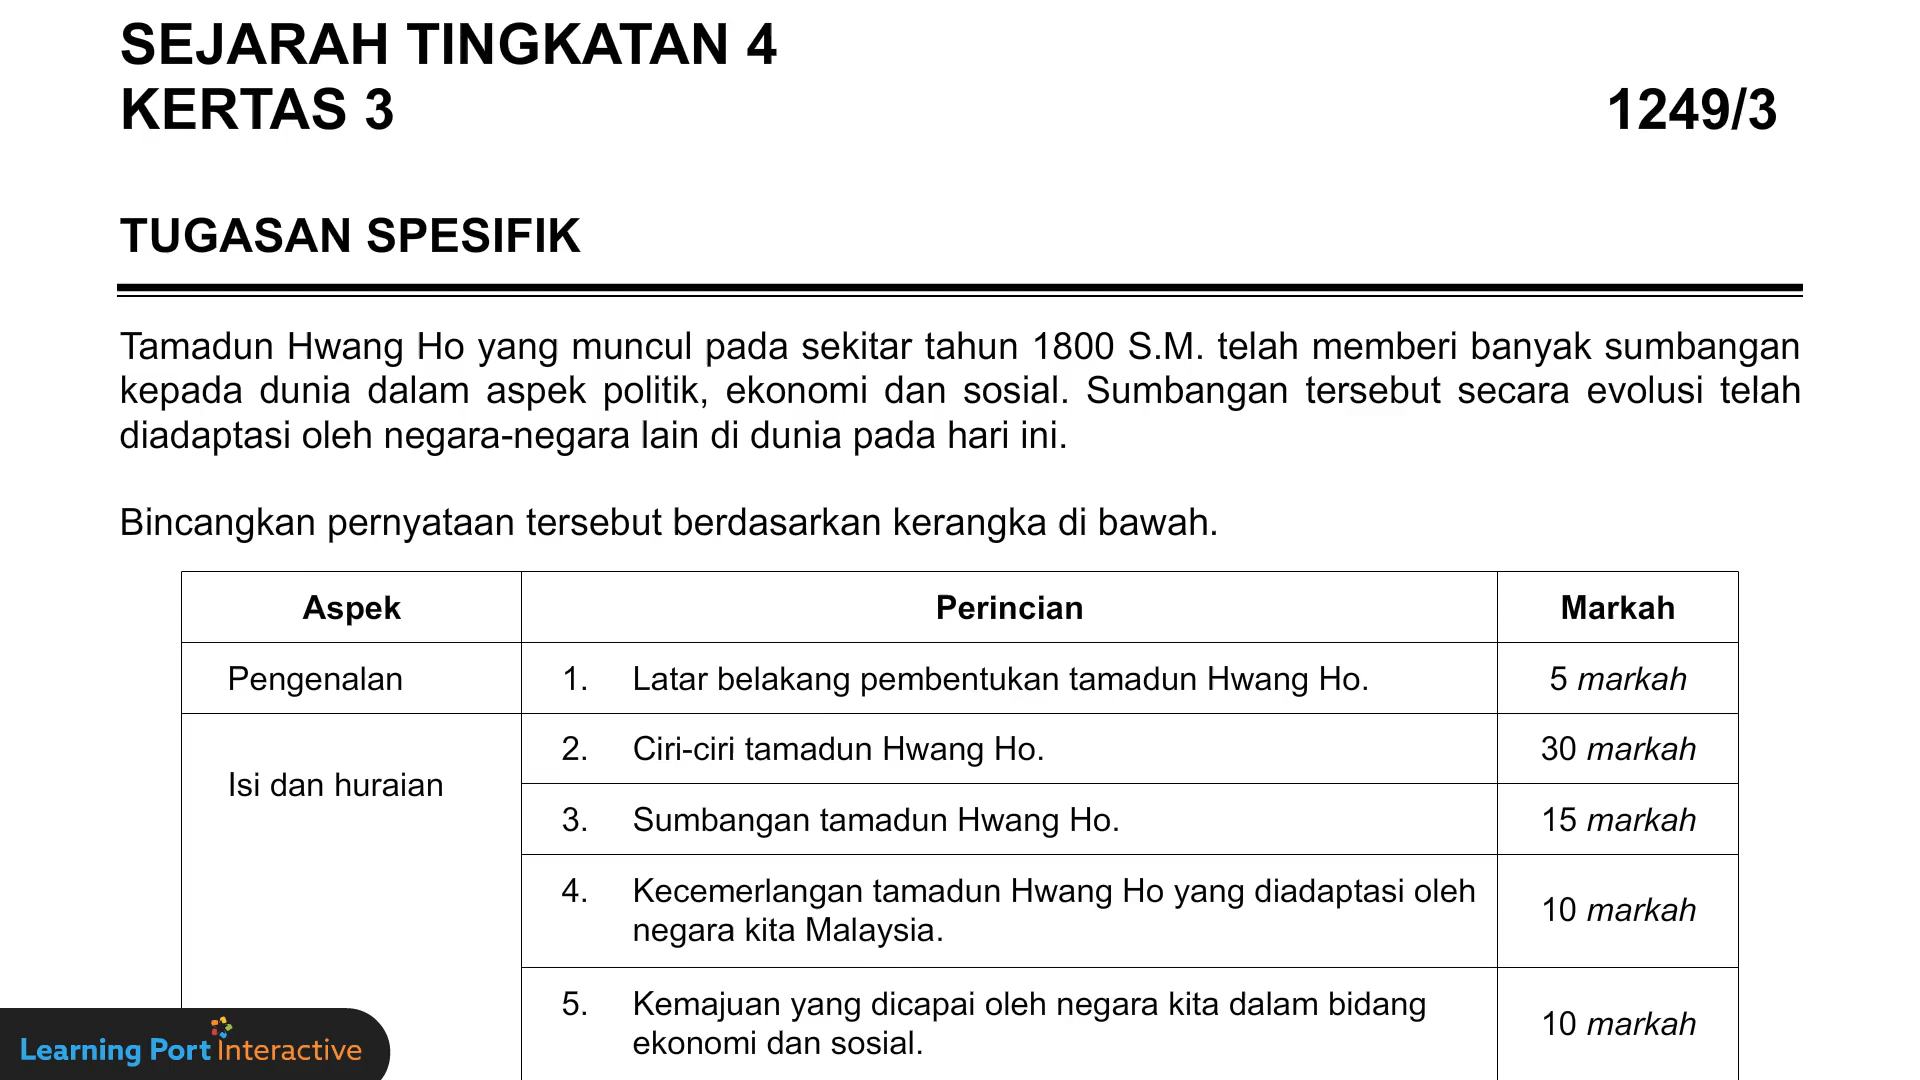 SEJARAH TINGKATAN 4
KERTAS 3 1249/3
TUGASAN SPESIFIK
Tamadun Hwang Ho yang muncul pada sekitar tahun 1800 S.M. telah memberi banyak sumbangan
kepada dunia dalam aspek politik, ekonomi dan sosial. Sumbangan tersebut secara evolusi telah
diadaptasi oleh negara-negara lain di dunia pada hari ini.
Bincangkan pernyataan tersebut berdasarkan kerangka di bawah.
Aspek Perincian Markah
Pengenalan 1. Latar belakang pembentukan tamadun Hwang Ho. 5 markah
Isi dan huraian
2. Ciri-ciri tamadun Hwang Ho. 30 markah
3. Sumbangan tamadun Hwang Ho. 15 markah
4. Kecemerlangan tamadun Hwang Ho yang diadaptasi oleh
negara kita Malaysia. 10 markah
5. Kemajuan yang dicapai oleh negara kita dalam bidang
ekonomi dan sosial. 10 markah
Learning Port Interactive